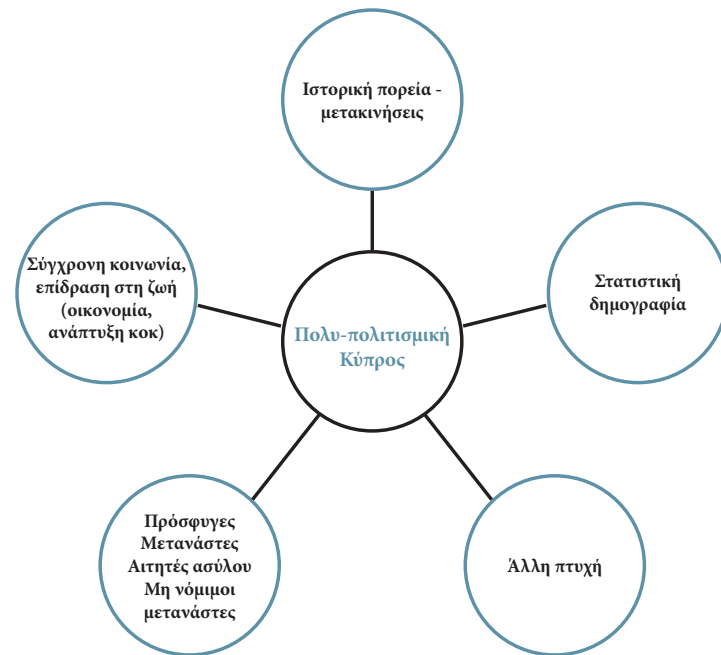 Ιστορική πορεία -
μετακινήσεις
Σύγχρονη κοινωνία,
επίδραση στη ζωή
(οικονομία,
ανάπτυξη κοκ)
Στατιστική
δημογραφία
Πολυ-πολιτισμική
Κύπρος
Πρόσφυγες
Μετανάστες
Αιτητές ασύλου
Μη νόμιμοι
μετανάστες
Άλλη πτυχή